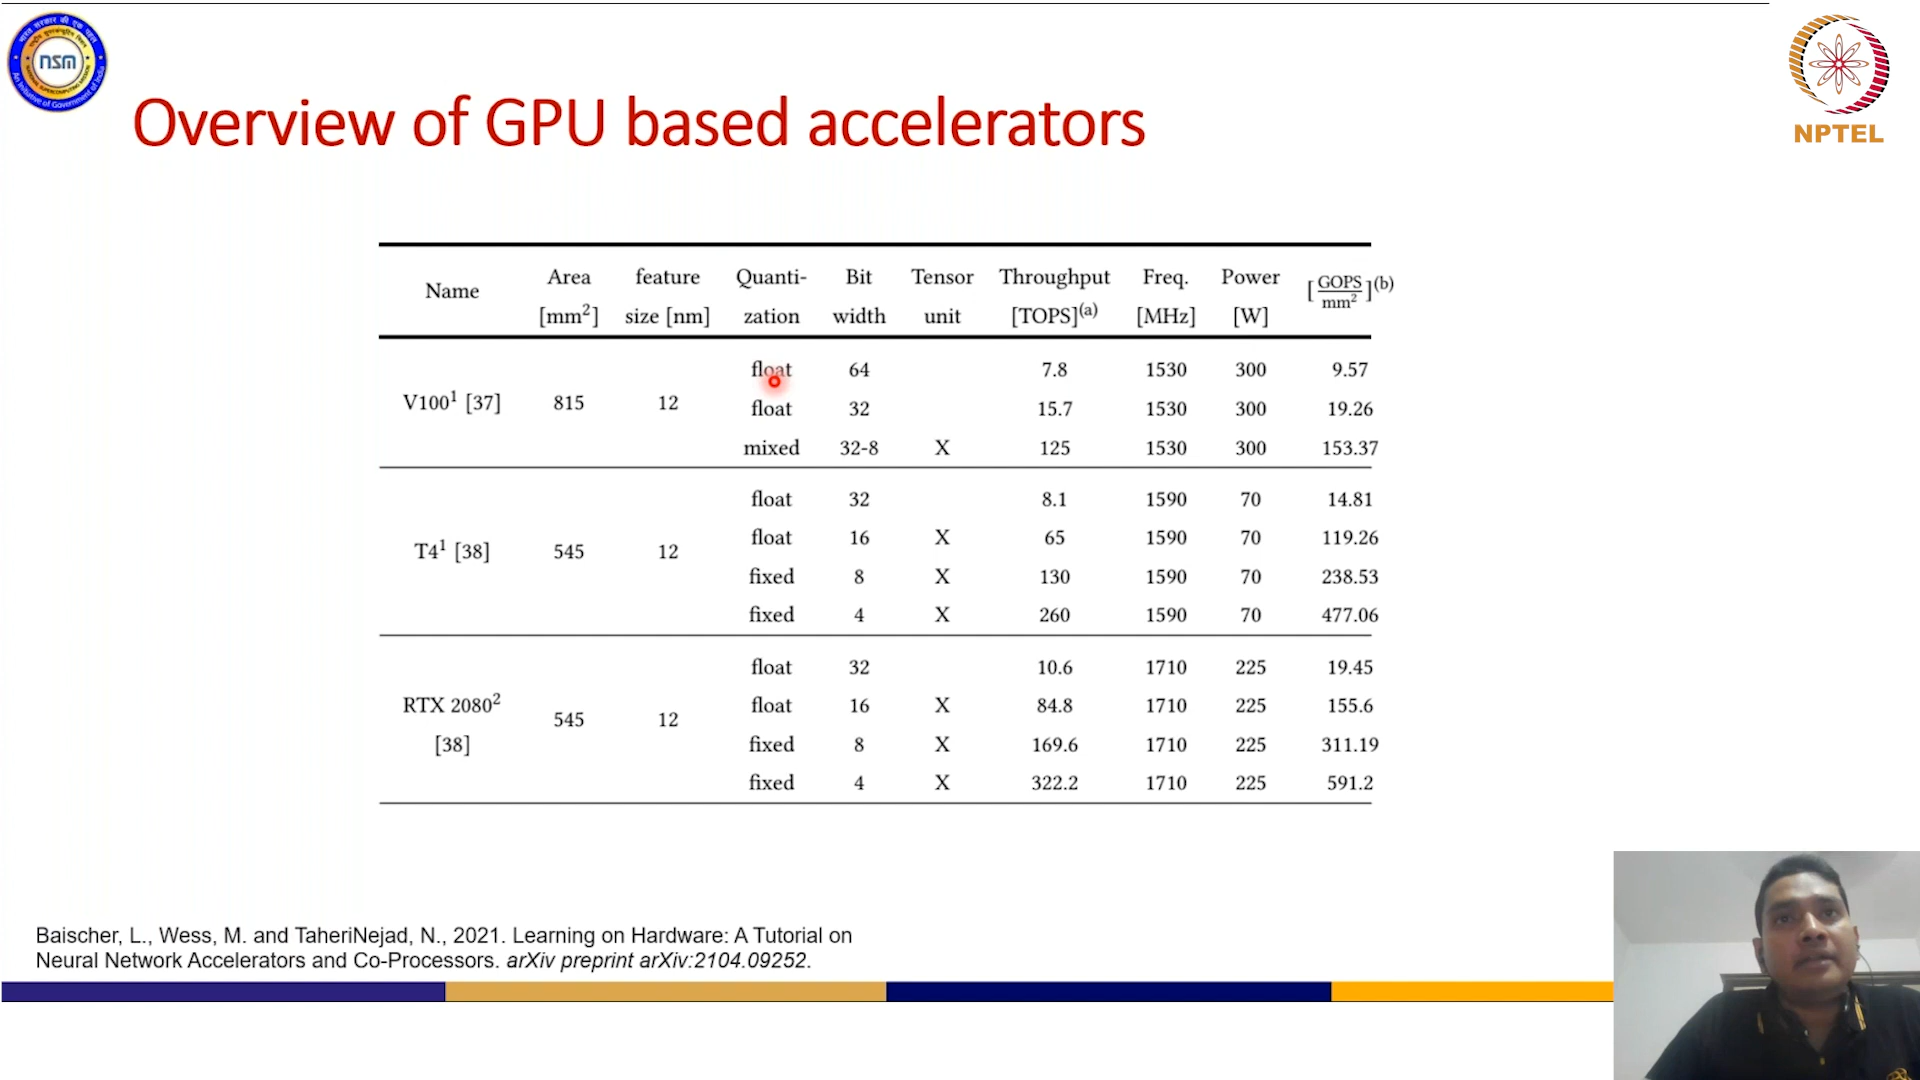 nsm
An Initiative of Government of India
NPTEL
Overview of GPU based accelerators
Name Area [mm²] feature size [nm] Quanti-zation Bit width Tensor unit Throughput [TOPS](a) Freq. [MHz] Power [W] [GOPS/mm²](b)
float 64 7.8 1530 300 9.57
V100¹ [37] 815 12 float 32 15.7 1530 300 19.26
mixed 32-8 X 125 1530 300 153.37
float 32 8.1 1590 70 14.81
T4¹ [38] 545 12 float 16 X 65 1590 70 119.26
fixed 8 X 130 1590 70 238.53
fixed 4 X 260 1590 70 477.06
float 32 10.6 1710 225 19.45
RTX 2080² [38] 545 12 float 16 X 84.8 1710 225 155.6
fixed 8 X 169.6 1710 225 311.19
fixed 4 X 322.2 1710 225 591.2
Baischer, L., Wess, M. and TaheriNejad, N., 2021. Learning on Hardware: A Tutorial on
Neural Network Accelerators and Co-Processors. arXiv preprint arXiv:2104.09252.